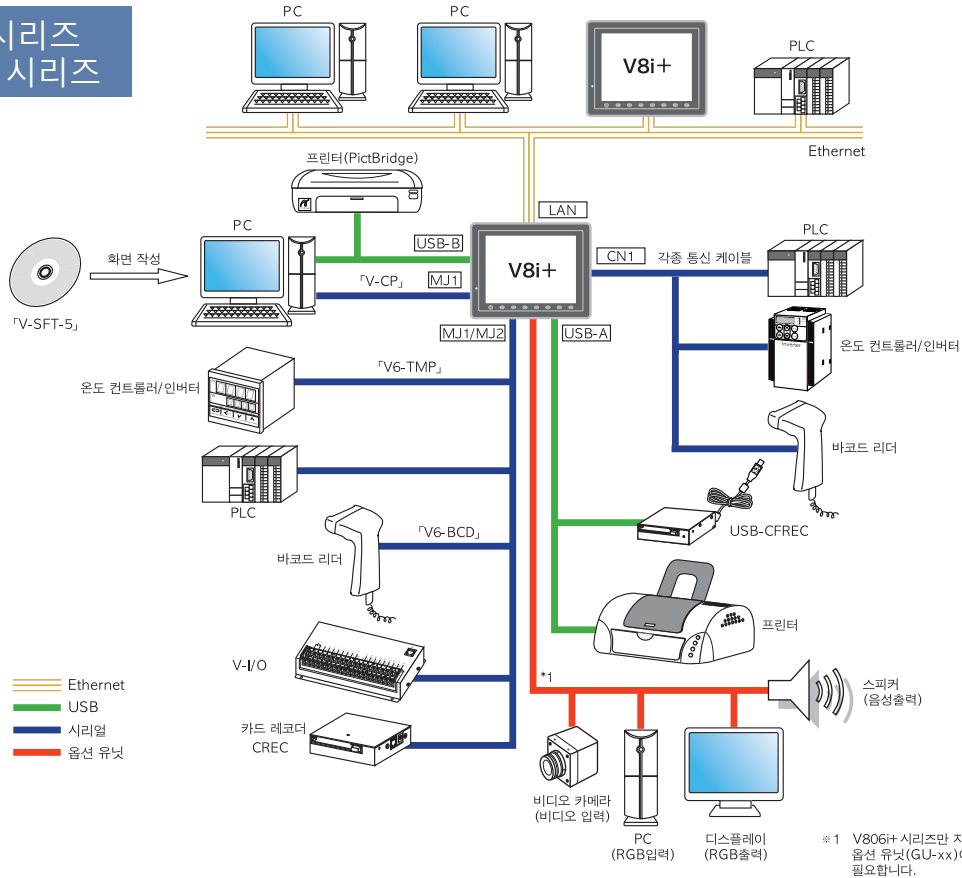 시리즈
시리즈
PC
PC
V8i+
PLC
Ethernet
프린터(PictBridge)
LAN
PC
USB-B
CN1
각종 통신 케이블
PLC
화면 작성
V8i+
「V-CP」
MJ1
「V-SFT-5」
MJ1/MJ2
USB-A
Inverter
온도 컨트롤러/인버터
「V6-TMP」
온도 컨트롤러/인버터
바코드 리더
PLC
USB-CFREC
「V6-BCD」
바코드 리더
프린터
V-I/O
*1
스피커
(음성출력)
Ethernet
USB
시리얼
옵션 유닛
카드 레코더
CREC
비디오 카메라
(비디오 입력)
PC
(RGB입력)
디스플레이
(RGB출력)
※1 V806i+ 시리즈만
옵션 유닛(GU-xx)
필요합니다.